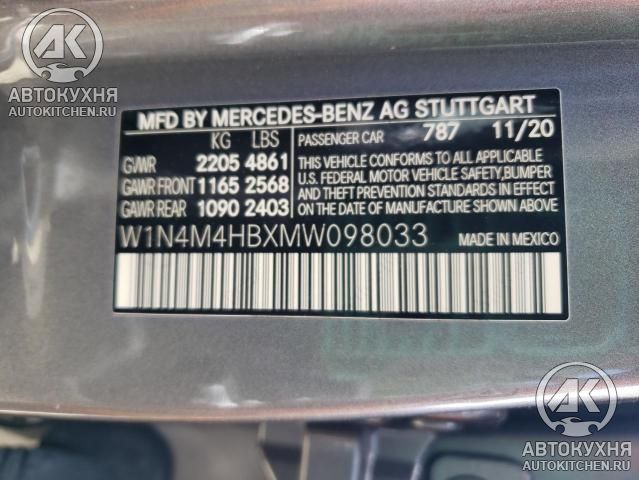 AK
АВТОКУХНЯ
AUTOKITCHEN.RU
MFD BY MERCEDES-BENZ AG STUTTGART
KG LBS PASSENGER CAR 787 11/20
GVWR 2205 4861
GAWR FRONT 1165 2568
GAWR REAR 1090 2403
THIS VEHICLE CONFORMS TO ALL APPLICABLE
U.S. FEDERAL MOTOR VEHICLE SAFETY,BUMPER
AND THEFT PREVENTION STANDARDS IN EFFECT
ON THE DATE OF MANUFACTURE SHOWN ABOVE
W1N4M4HBXMW098033 MADE IN MEXICO
AK
АВТОКУХНЯ
AUTOKITCHEN.RU